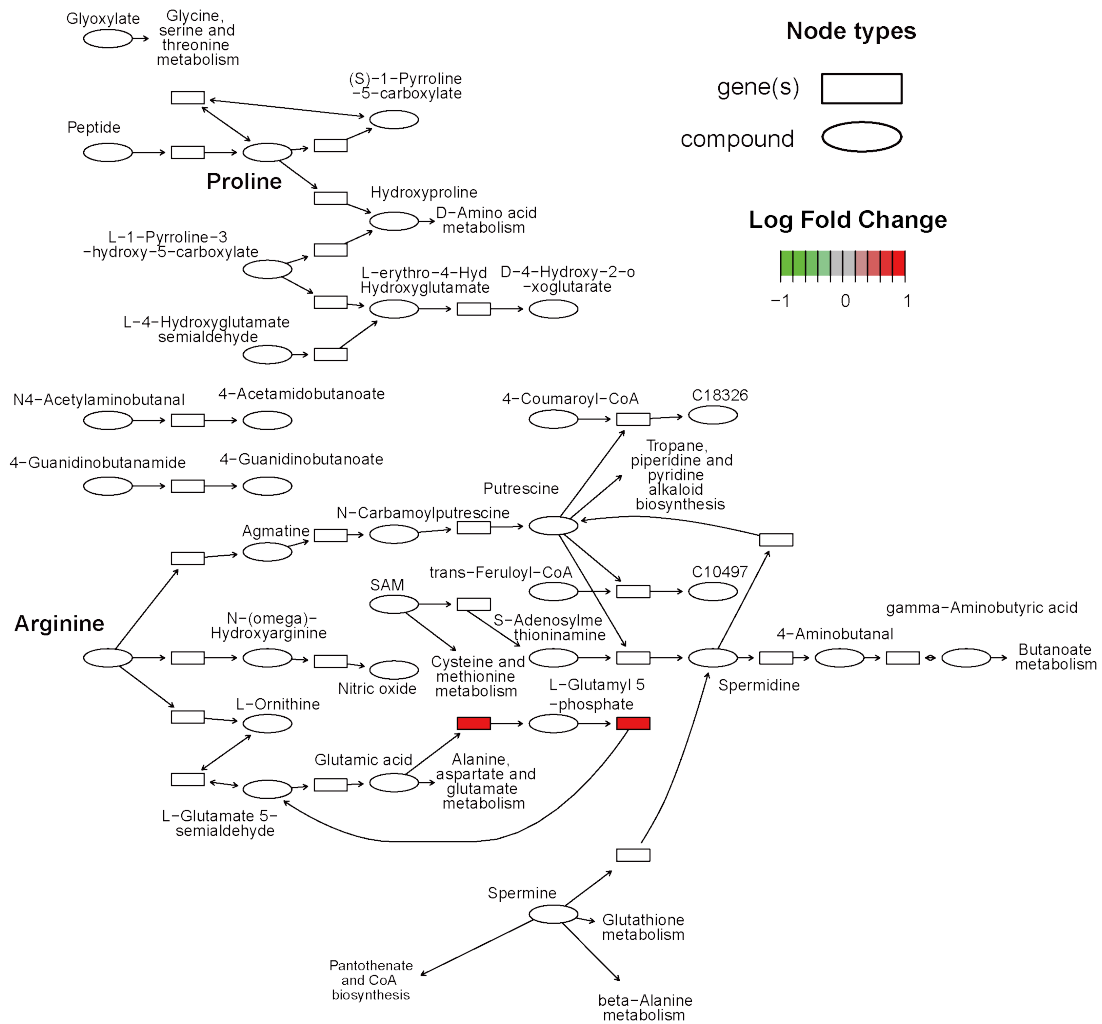 Glyoxylate
Glycine,
serine and
threonine
metabolism
Node types
gene(s)
compound
(S)-1-Pyrroline
-5-carboxylate
Peptide
Proline
Hydroxyproline
D-Amino acid
metabolism
Log Fold Change
-1
0
1
L-1-Pyrroline-3
-hydroxy-5-carboxylate
L-erythro-4-Hyd
Hydroxyglutamate
D-4-Hydroxy-2-o
-xoglutarate
L-4-Hydroxyglutamate
semialdehyde
N4-Acetylaminobutanal
4-Acetamidobutanoate
4-Coumaroyl-CoA
C18326
4-Guanidinobutanamide
4-Guanidinobutanoate
Tropane,
piperidine and
pyridine
alkaloid
biosynthesis
Putrescine
N-Carbamoylputrescine
Agmatine
trans-Feruloyl-CoA
C10497
SAM
S-Adenosylme
thioninamine
Arginine
N-(omega)-
Hydroxyarginine
gamma-Aminobutyric acid
4-Aminobutanal
Butanoate
metabolism
Nitric oxide
Cysteine and
methionine
metabolism
Spermidine
L-Glutamyl 5
-phosphate
L-Ornithine
Glutamic acid
Alanine,
aspartate and
glutamate
metabolism
L-Glutamate 5-
semialdehyde
Spermine
Glutathione
metabolism
Pantothenate
and CoA
biosynthesis
beta-Alanine
metabolism